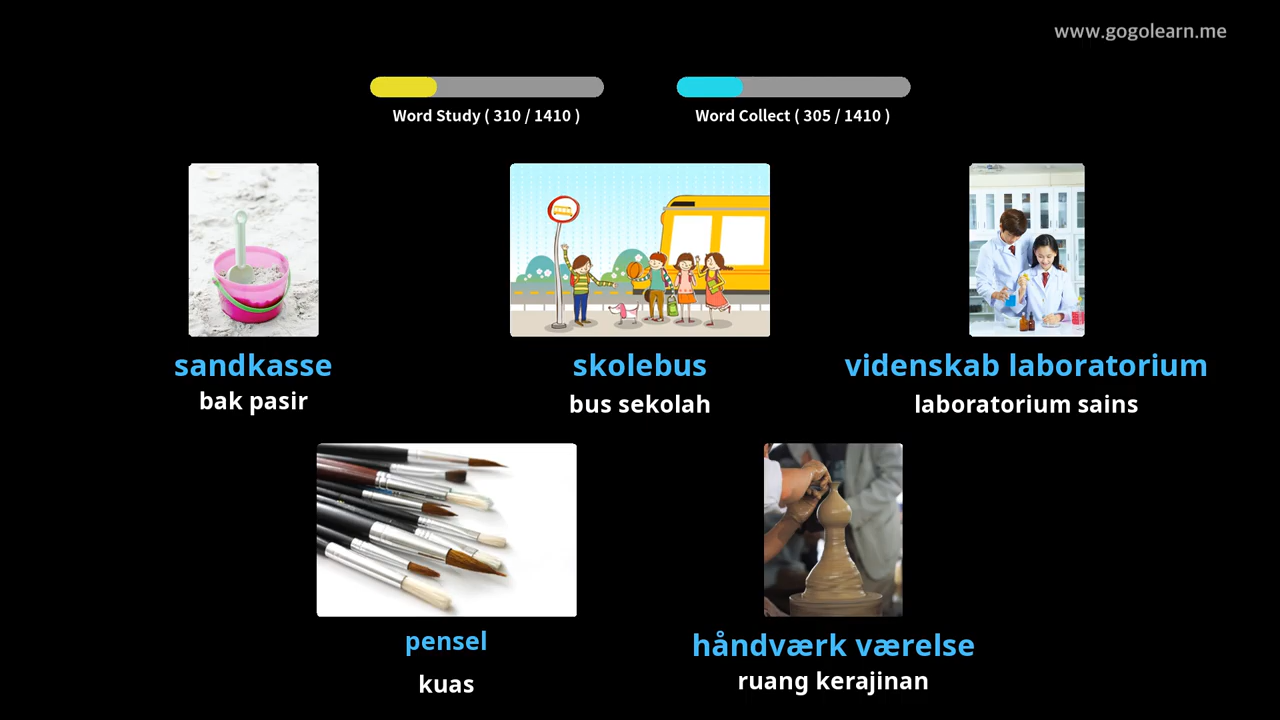 www.gogolearn.me
Word Study ( 310 / 1410 )
Word Collect ( 305 / 1410 )
sandkasse
bak pasir
skolebus
bus sekolah
videnskab laboratorium
laboratorium sains
pensel
kuas
håndværk værelse
ruang kerajinan